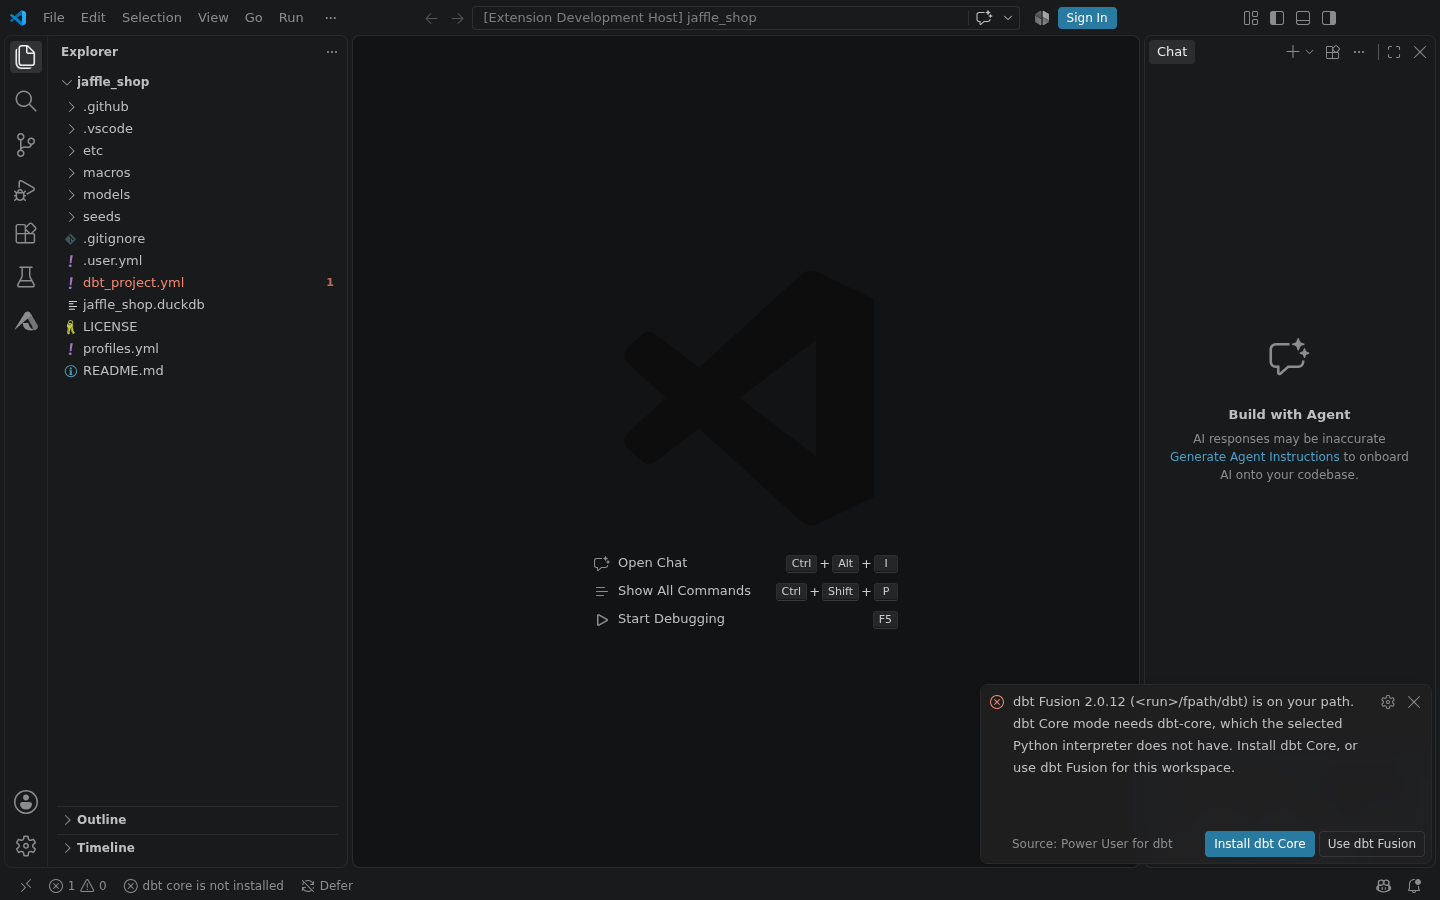 File Edit Selection View Go Run ···
[Extension Development Host] jaffle_shop
Sign In
Explorer
jaffle_shop
.github
.vscode
etc
macros
models
seeds
.gitignore
.user.yml
dbt_project.yml 1
jaffle_shop.duckdb
LICENSE
profiles.yml
README.md
Outline
Timeline
Open Chat Ctrl + Alt + I
Show All Commands Ctrl + Shift + P
Start Debugging F5
Chat
Build with Agent
AI responses may be inaccurate
Generate Agent Instructions to onboard
AI onto your codebase.
dbt Fusion 2.0.12 (<run>/fpath/dbt) is on your path.
dbt Core mode needs dbt-core, which the selected
Python interpreter does not have. Install dbt Core, or
use dbt Fusion for this workspace.
Source: Power User for dbt
Install dbt Core
Use dbt Fusion
1 0 dbt core is not installed Defer